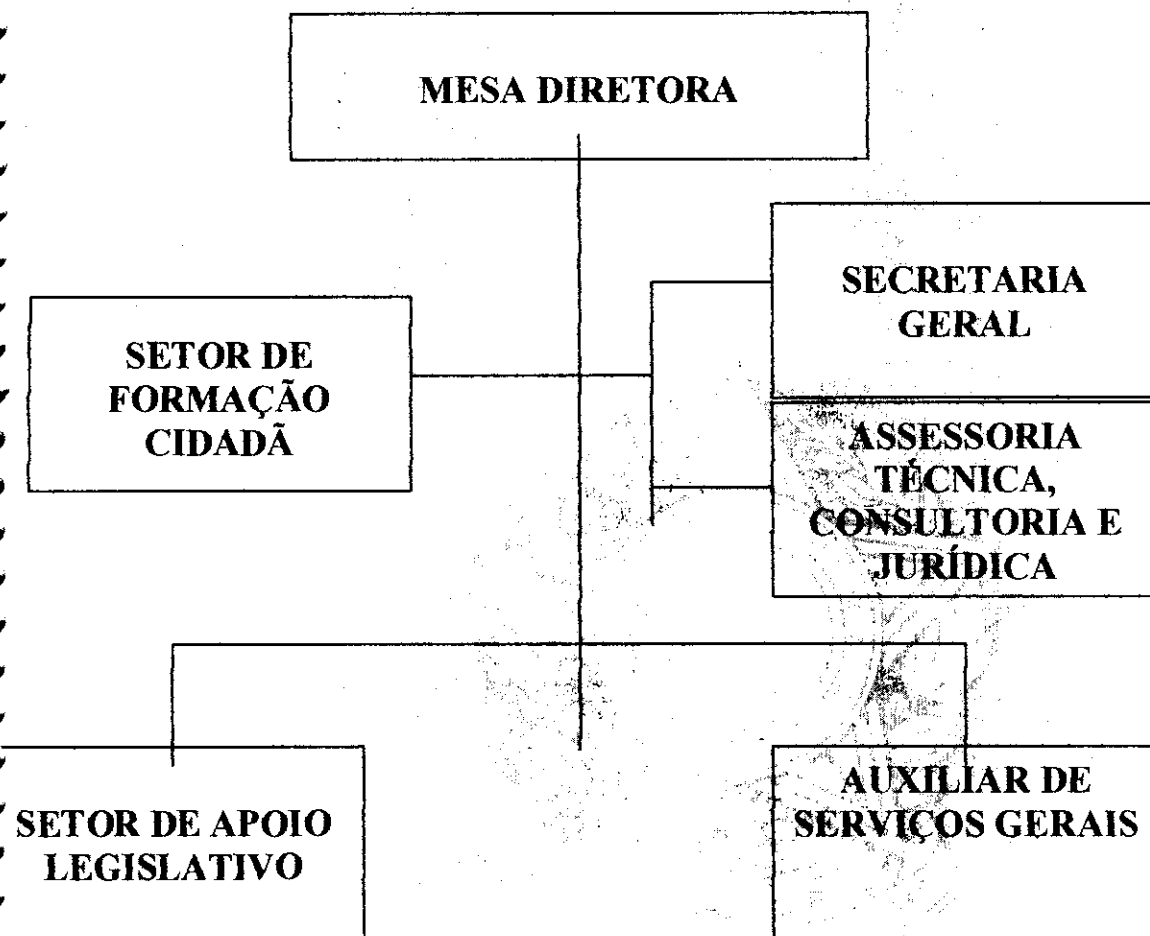 MESA DIRETORA
SECRETARIA
GERAL
SETOR DE
FORMAÇÃO
CIDADÃ
ASSESSORIA
TÉCNICA,
CONSULTORIA E
JURÍDICA
SETOR DE APOIO
LEGISLATIVO
AUXILIAR DE
SERVIÇOS GERAIS